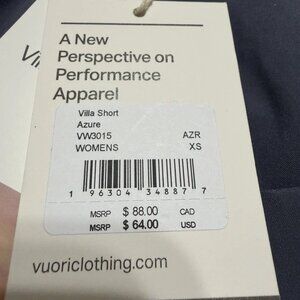 A New
Perspective on
Performance
Apparel
Villa Short
Azure
VW3015 AZR
WOMENS XS
1 96304 34887 7
MSRP $ 88.00 CAD
MSRP $ 64.00 USD
vuoriclothing.com